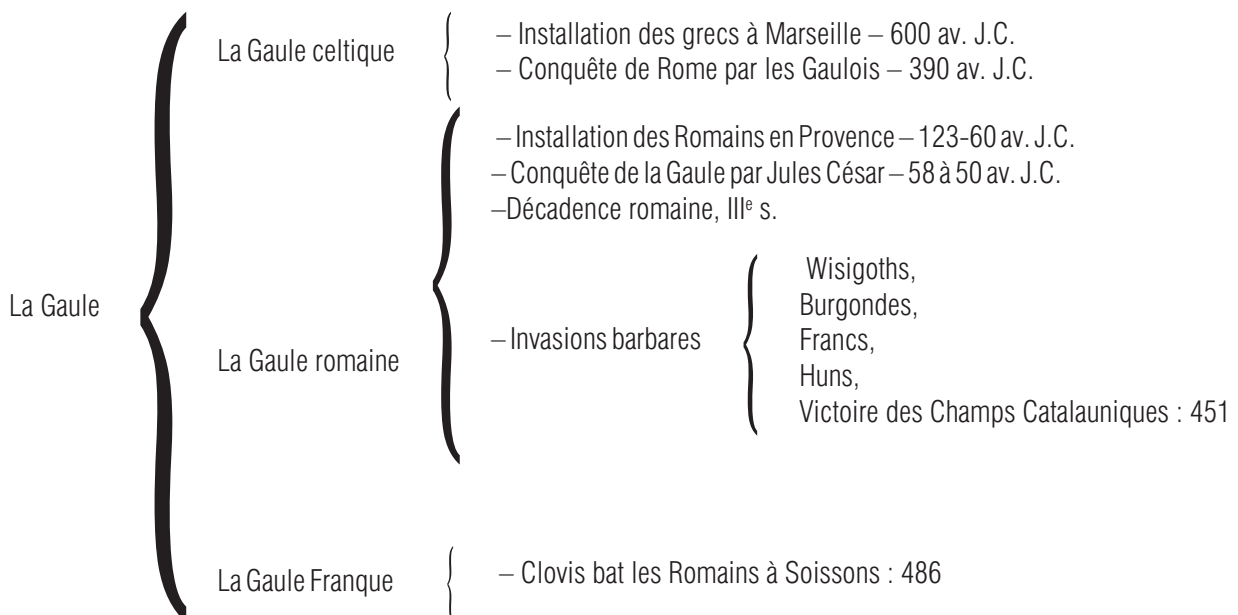 La Gaule
La Gaule celtique
– Installation des grecs à Marseille – 600 av. J.C.
– Conquête de Rome par les Gaulois – 390 av. J.C.
La Gaule romaine
– Installation des Romains en Provence – 123-60 av. J.C.
– Conquête de la Gaule par Jules César – 58 à 50 av. J.C.
–Décadence romaine, IIIᵉ s.
– Invasions barbares
Wisigoths,
Burgondes,
Francs,
Huns,
Victoire des Champs Catalauniques : 451
La Gaule Franque
– Clovis bat les Romains à Soissons : 486